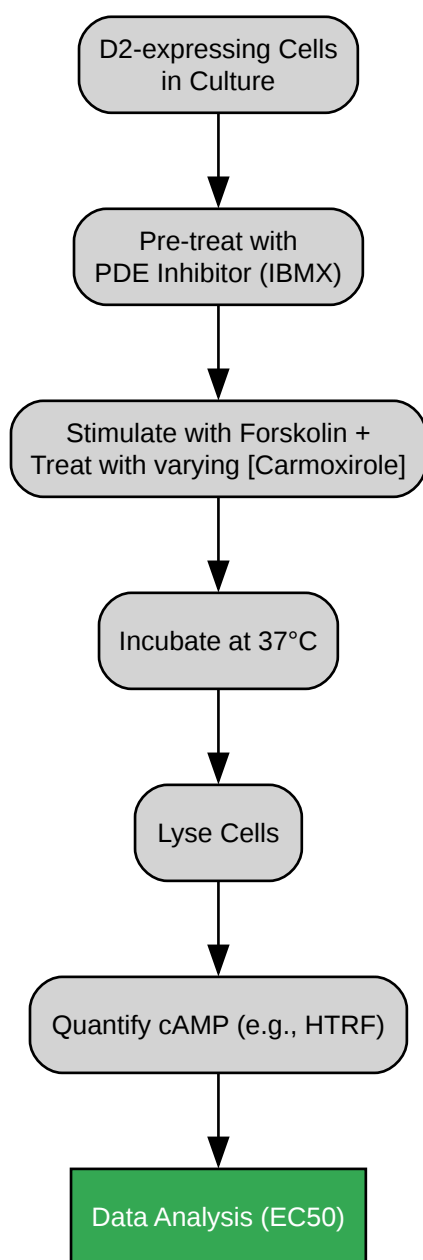 D2-expressing Cells
in Culture
Pre-treat with
PDE Inhibitor (IBMX)
Stimulate with Forskolin +
Treat with varying [Carmoxirole]
Incubate at 37°C
Lyse Cells
Quantify cAMP (e.g., HTRF)
Data Analysis (EC50)